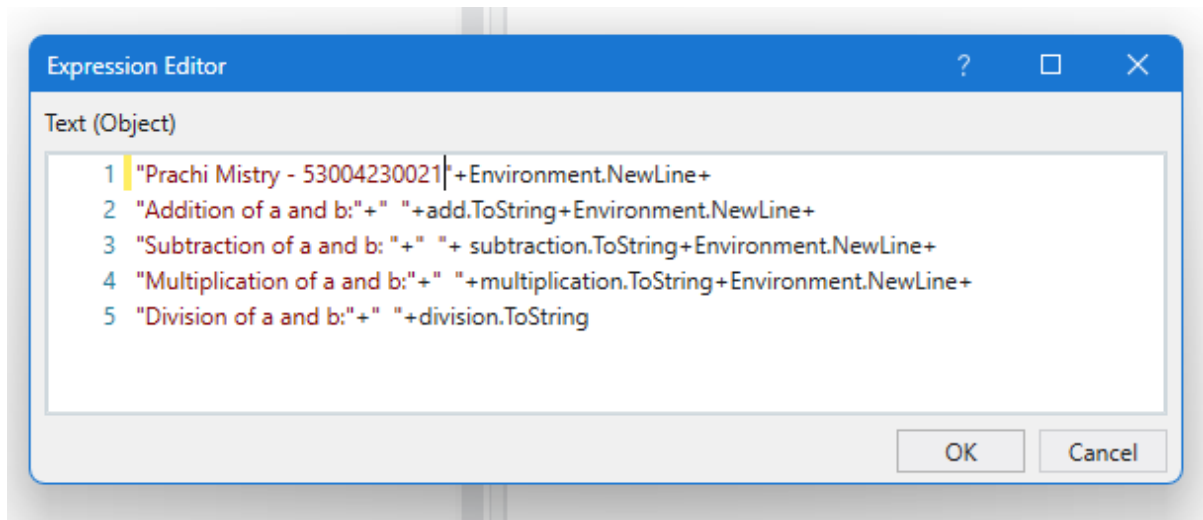 Expression Editor ?
Text (Object)
1 "Prachi Mistry - 53004230021"+Environment.NewLine+
2 "Addition of a and b:"+"  "+add.ToString+Environment.NewLine+
3 "Subtraction of a and b: "+"  "+ subtraction.ToString+Environment.NewLine+
4 "Multiplication of a and b:"+"  "+multiplication.ToString+Environment.NewLine+
5 "Division of a and b:"+"  "+division.ToString
OK Cancel